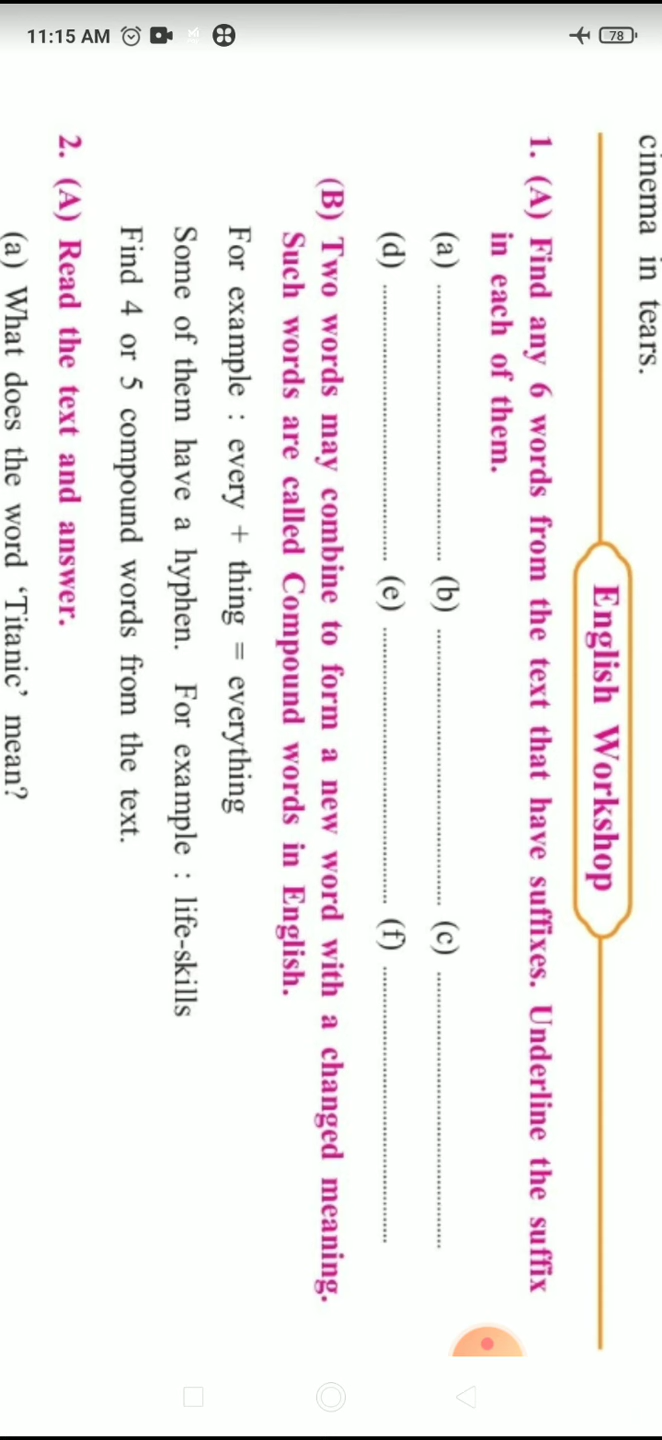 11:15 AM
78
cinema in tears.
English Workshop
1. (A) Find any 6 words from the text that have suffixes. Underline the suffix
in each of them.
(a) ........................................ (b) ........................................ (c) ........................................
(d) ........................................ (e) ........................................ (f) ........................................
(B) Two words may combine to form a new word with a changed meaning.
Such words are called Compound words in English.
For example : every + thing = everything
Some of them have a hyphen. For example : life-skills
Find 4 or 5 compound words from the text.
2. (A) Read the text and answer.
(a) What does the word ‘Titanic’ mean?